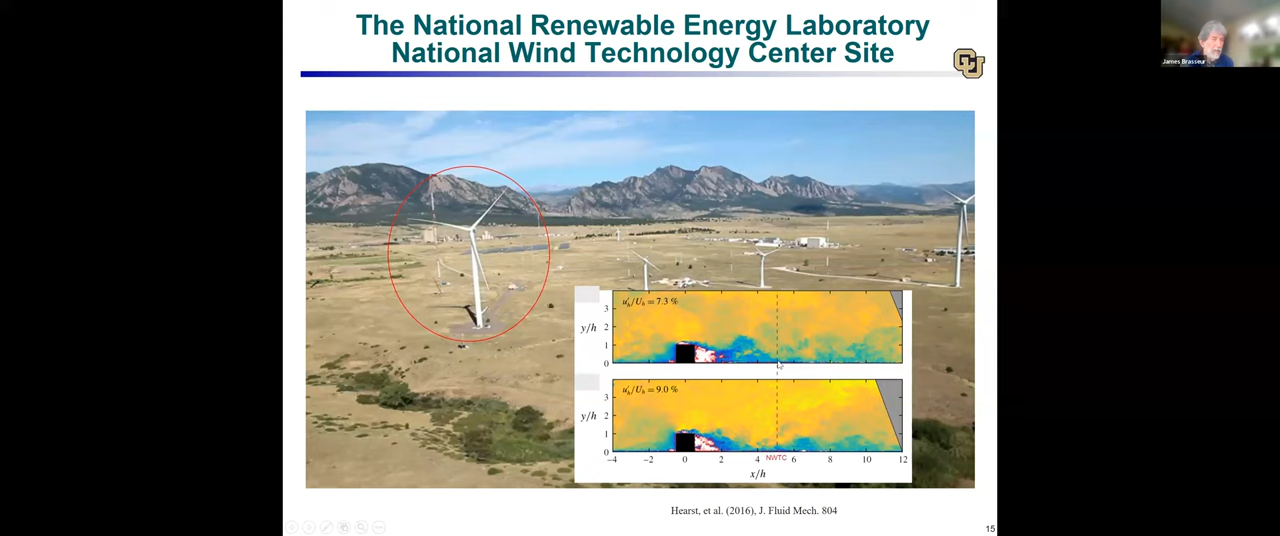 The National Renewable Energy Laboratory
National Wind Technology Center Site
CU
James Brasseur
u'h/Uh = 7.3 %
y/h
3
2
1
0
u'h/Uh = 9.0 %
y/h
3
2
1
0
−4 −2 0 2 4 NWTC 6 8 10 12
x/h
Hearst, et al. (2016), J. Fluid Mech. 804
15